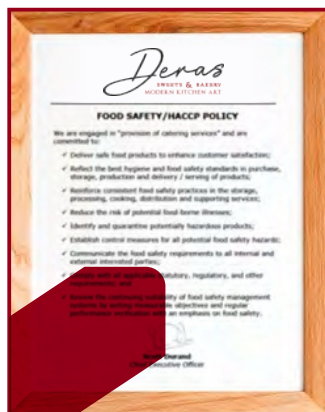 Deras
SWEETS & BAKERY
MODERN KITCHEN ART
FOOD SAFETY/HACCP POLICY
We are engaged in "provision of catering services" and are
committed to:
✓ Deliver safe food products to enhance customer satisfaction;
✓ Reflect the best hygiene and food safety standards in purchase,
storage, production and delivery / serving of products;
✓ Reinforce consistent food safety practices in the storage,
processing, cooking, distribution and supporting services;
✓ Reduce the risk of potential food-borne illnesses;
✓ Identify and quarantine potentially hazardous products;
✓ Establish control measures for all potential food safety hazards;
✓ Communicate the food safety requirements to all internal and
external interested parties;
✓ Comply with all applicable statutory, regulatory, and other
requirements; and
✓ Review the continuing suitability of food safety management
systems by setting measurable objectives and regular
performance verification with an emphasis on food safety.
Durand
Chief Executive Officer